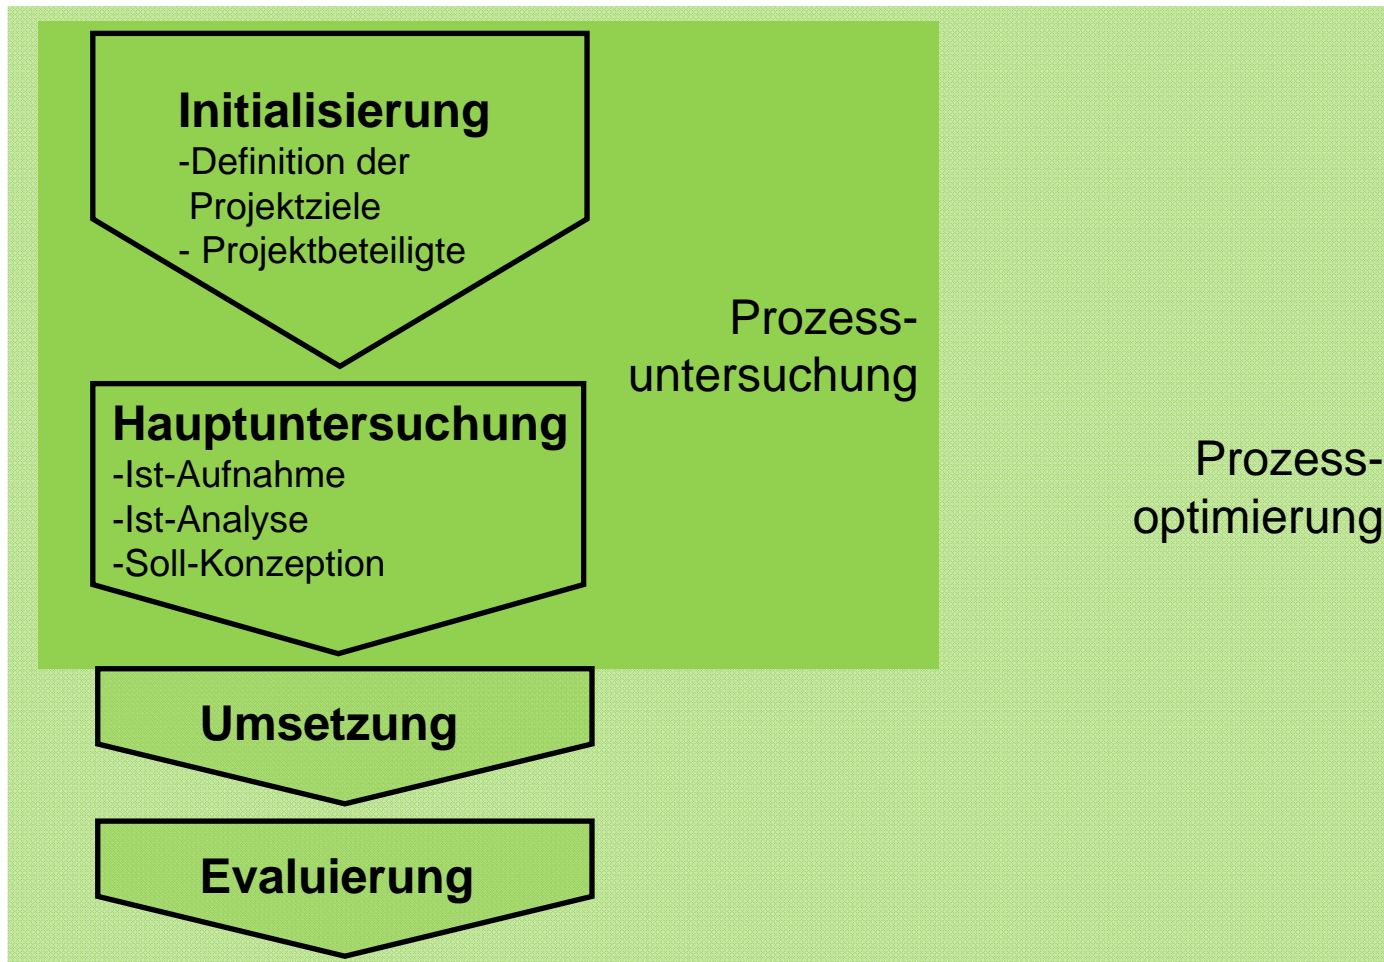 Initialisierung
-Definition der
Projektziele
- Projektbeteiligte
Prozess-
untersuchung
Hauptuntersuchung
-Ist-Aufnahme
-Ist-Analyse
-Soll-Konzeption
Prozess-
optimierung
Umsetzung
Evaluierung